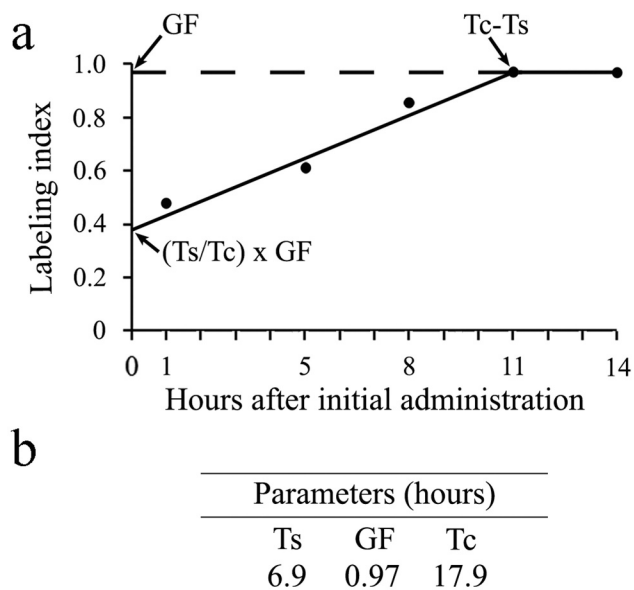 a
GF
Tc-Ts
1.0
0.8
0.6
0.4
0.2
0
Labeling index
(Ts/Tc) x GF
0 1 5 8 11 14
Hours after initial administration
b
Parameters (hours)
Ts GF Tc
6.9 0.97 17.9